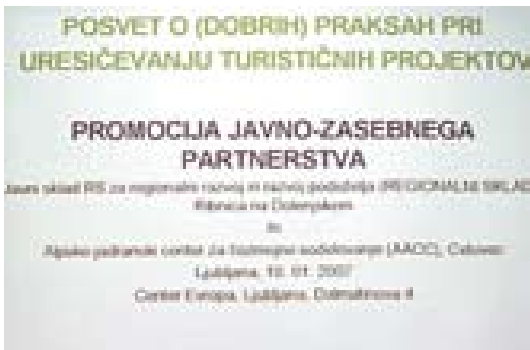 POSVET O (DOBRIH) PRAKSAH PRI
URESIČEVANJU TURISTIČNIH PROJEKTOV
PROMOCIJA JAVNO-ZASEBNEGA
PARTNERSTVA
Javni sklad RS za regionalni razvoj in razvoj podeželja (REGIONALNI SKLAD)
Ribnica na Dolenjskem
in
Alpsko jadranski center za čezmejno sodelovanje (AACC), Celovec
Ljubljana, 10. 01. 2007
Center Evropa, Ljubljana, Dalmatinova 4